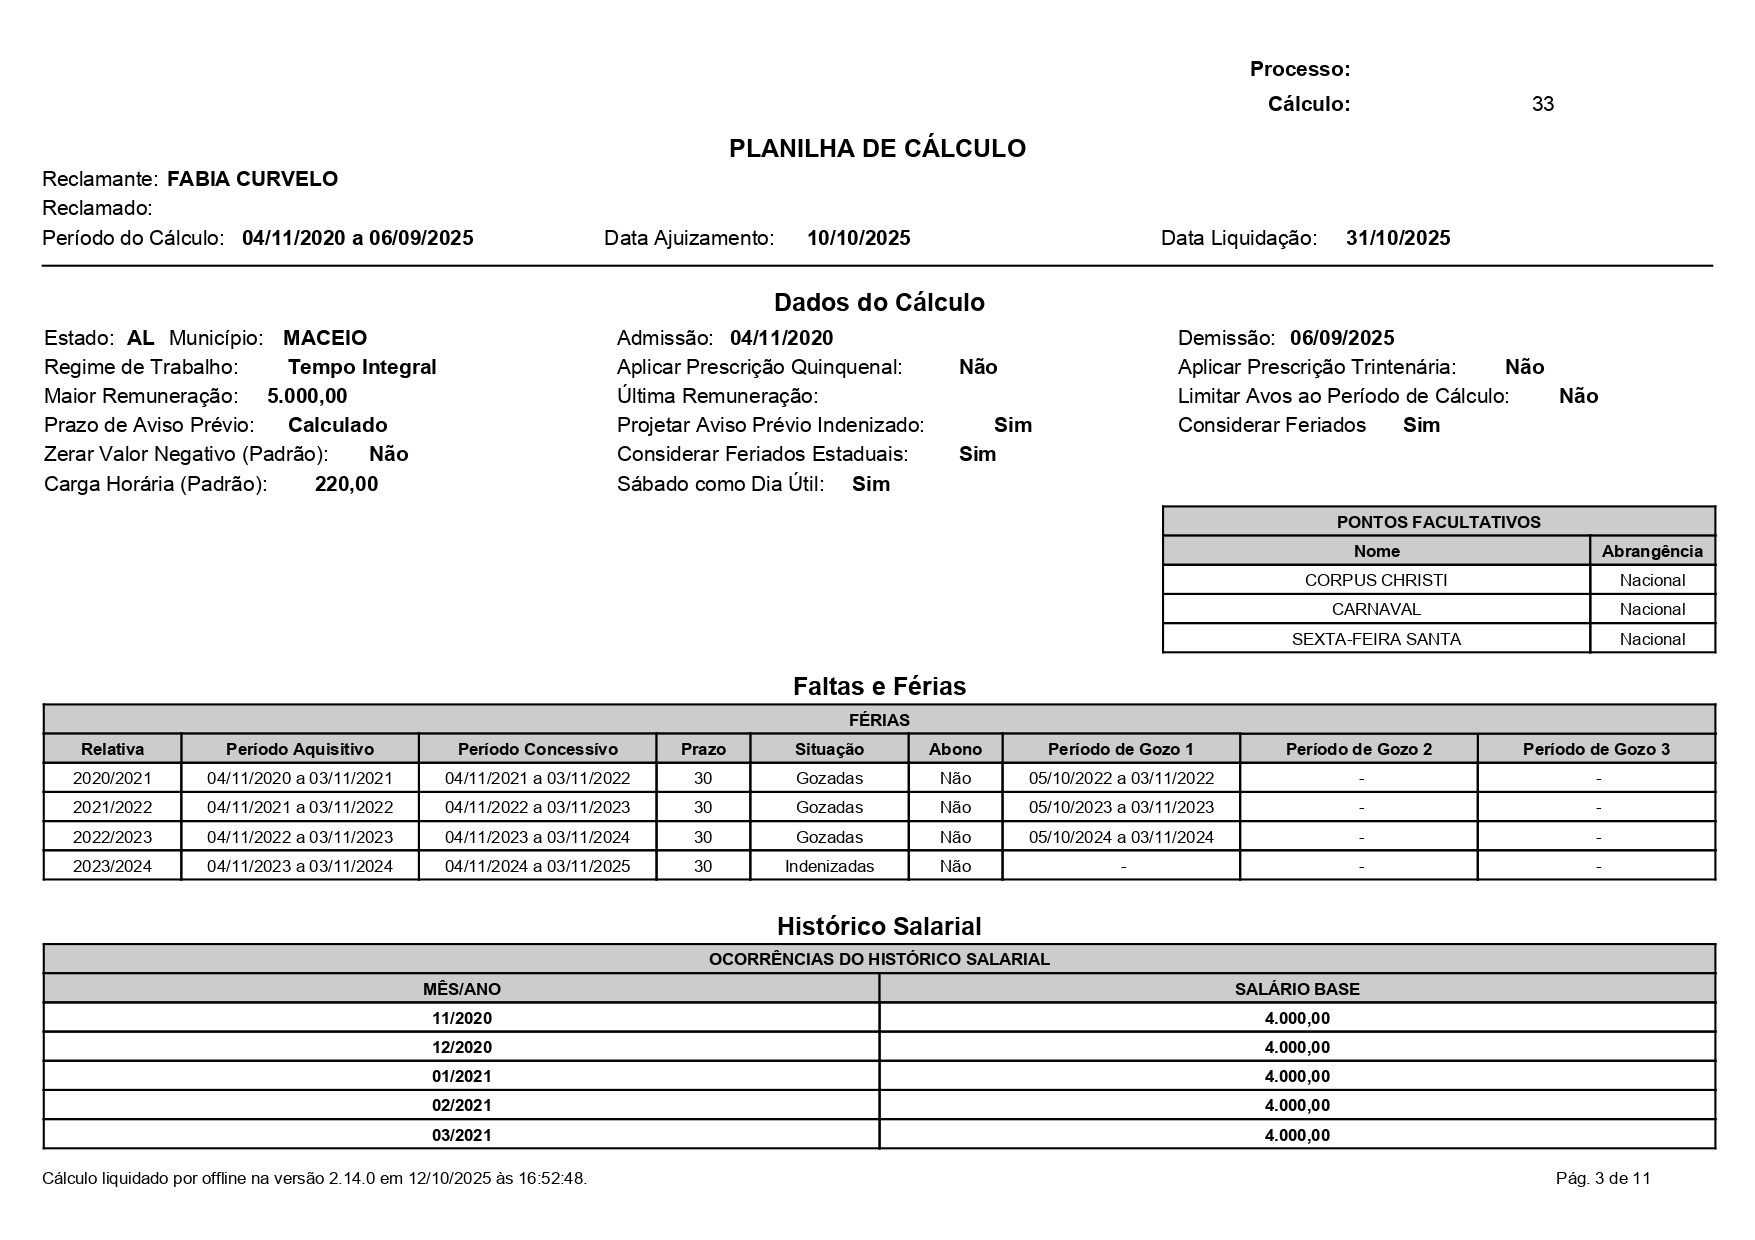 Processo:
Cálculo: 33
PLANILHA DE CÁLCULO
Reclamante: FABIA CURVELO
Reclamado:
Período do Cálculo: 04/11/2020 a 06/09/2025 Data Ajuizamento: 10/10/2025 Data Liquidação: 31/10/2025
Dados do Cálculo
Estado: AL Município: MACEIO Admissão: 04/11/2020 Demissão: 06/09/2025
Regime de Trabalho: Tempo Integral Aplicar Prescrição Quinquenal: Não Aplicar Prescrição Trintenária: Não
Maior Remuneração: 5.000,00 Última Remuneração: Limitar Avos ao Período de Cálculo: Não
Prazo de Aviso Prévio: Calculado Projetar Aviso Prévio Indenizado: Sim Considerar Feriados Sim
Zerar Valor Negativo (Padrão): Não Considerar Feriados Estaduais: Sim
Carga Horária (Padrão): 220,00 Sábado como Dia Útil: Sim
PONTOS FACULTATIVOS
Nome Abrangência
CORPUS CHRISTI Nacional
CARNAVAL Nacional
SEXTA-FEIRA SANTA Nacional
Faltas e Férias
FÉRIAS
Relativa Período Aquisitivo Período Concessívo Prazo Situação Abono Período de Gozo 1 Período de Gozo 2 Período de Gozo 3
2020/2021 04/11/2020 a 03/11/2021 04/11/2021 a 03/11/2022 30 Gozadas Não 05/10/2022 a 03/11/2022 - -
2021/2022 04/11/2021 a 03/11/2022 04/11/2022 a 03/11/2023 30 Gozadas Não 05/10/2023 a 03/11/2023 - -
2022/2023 04/11/2022 a 03/11/2023 04/11/2023 a 03/11/2024 30 Gozadas Não 05/10/2024 a 03/11/2024 - -
2023/2024 04/11/2023 a 03/11/2024 04/11/2024 a 03/11/2025 30 Indenizadas Não - - -
Histórico Salarial
OCORRÊNCIAS DO HISTÓRICO SALARIAL
MÊS/ANO SALÁRIO BASE
11/2020 4.000,00
12/2020 4.000,00
01/2021 4.000,00
02/2021 4.000,00
03/2021 4.000,00
Cálculo liquidado por offline na versão 2.14.0 em 12/10/2025 às 16:52:48. Pág. 3 de 11